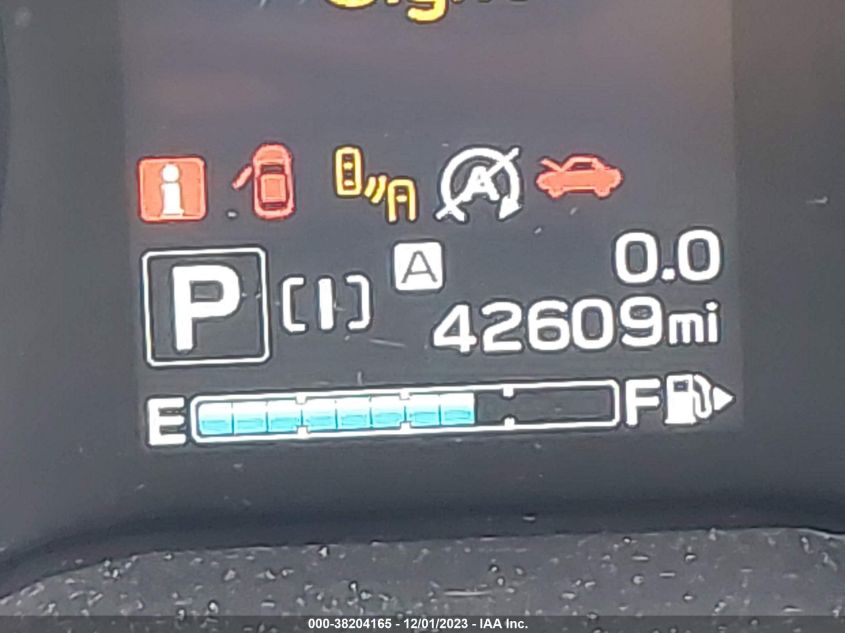 i
A
A
P [I]
0.0
42609mi
E F
000-38204165 - 12/01/2023 - IAA Inc.